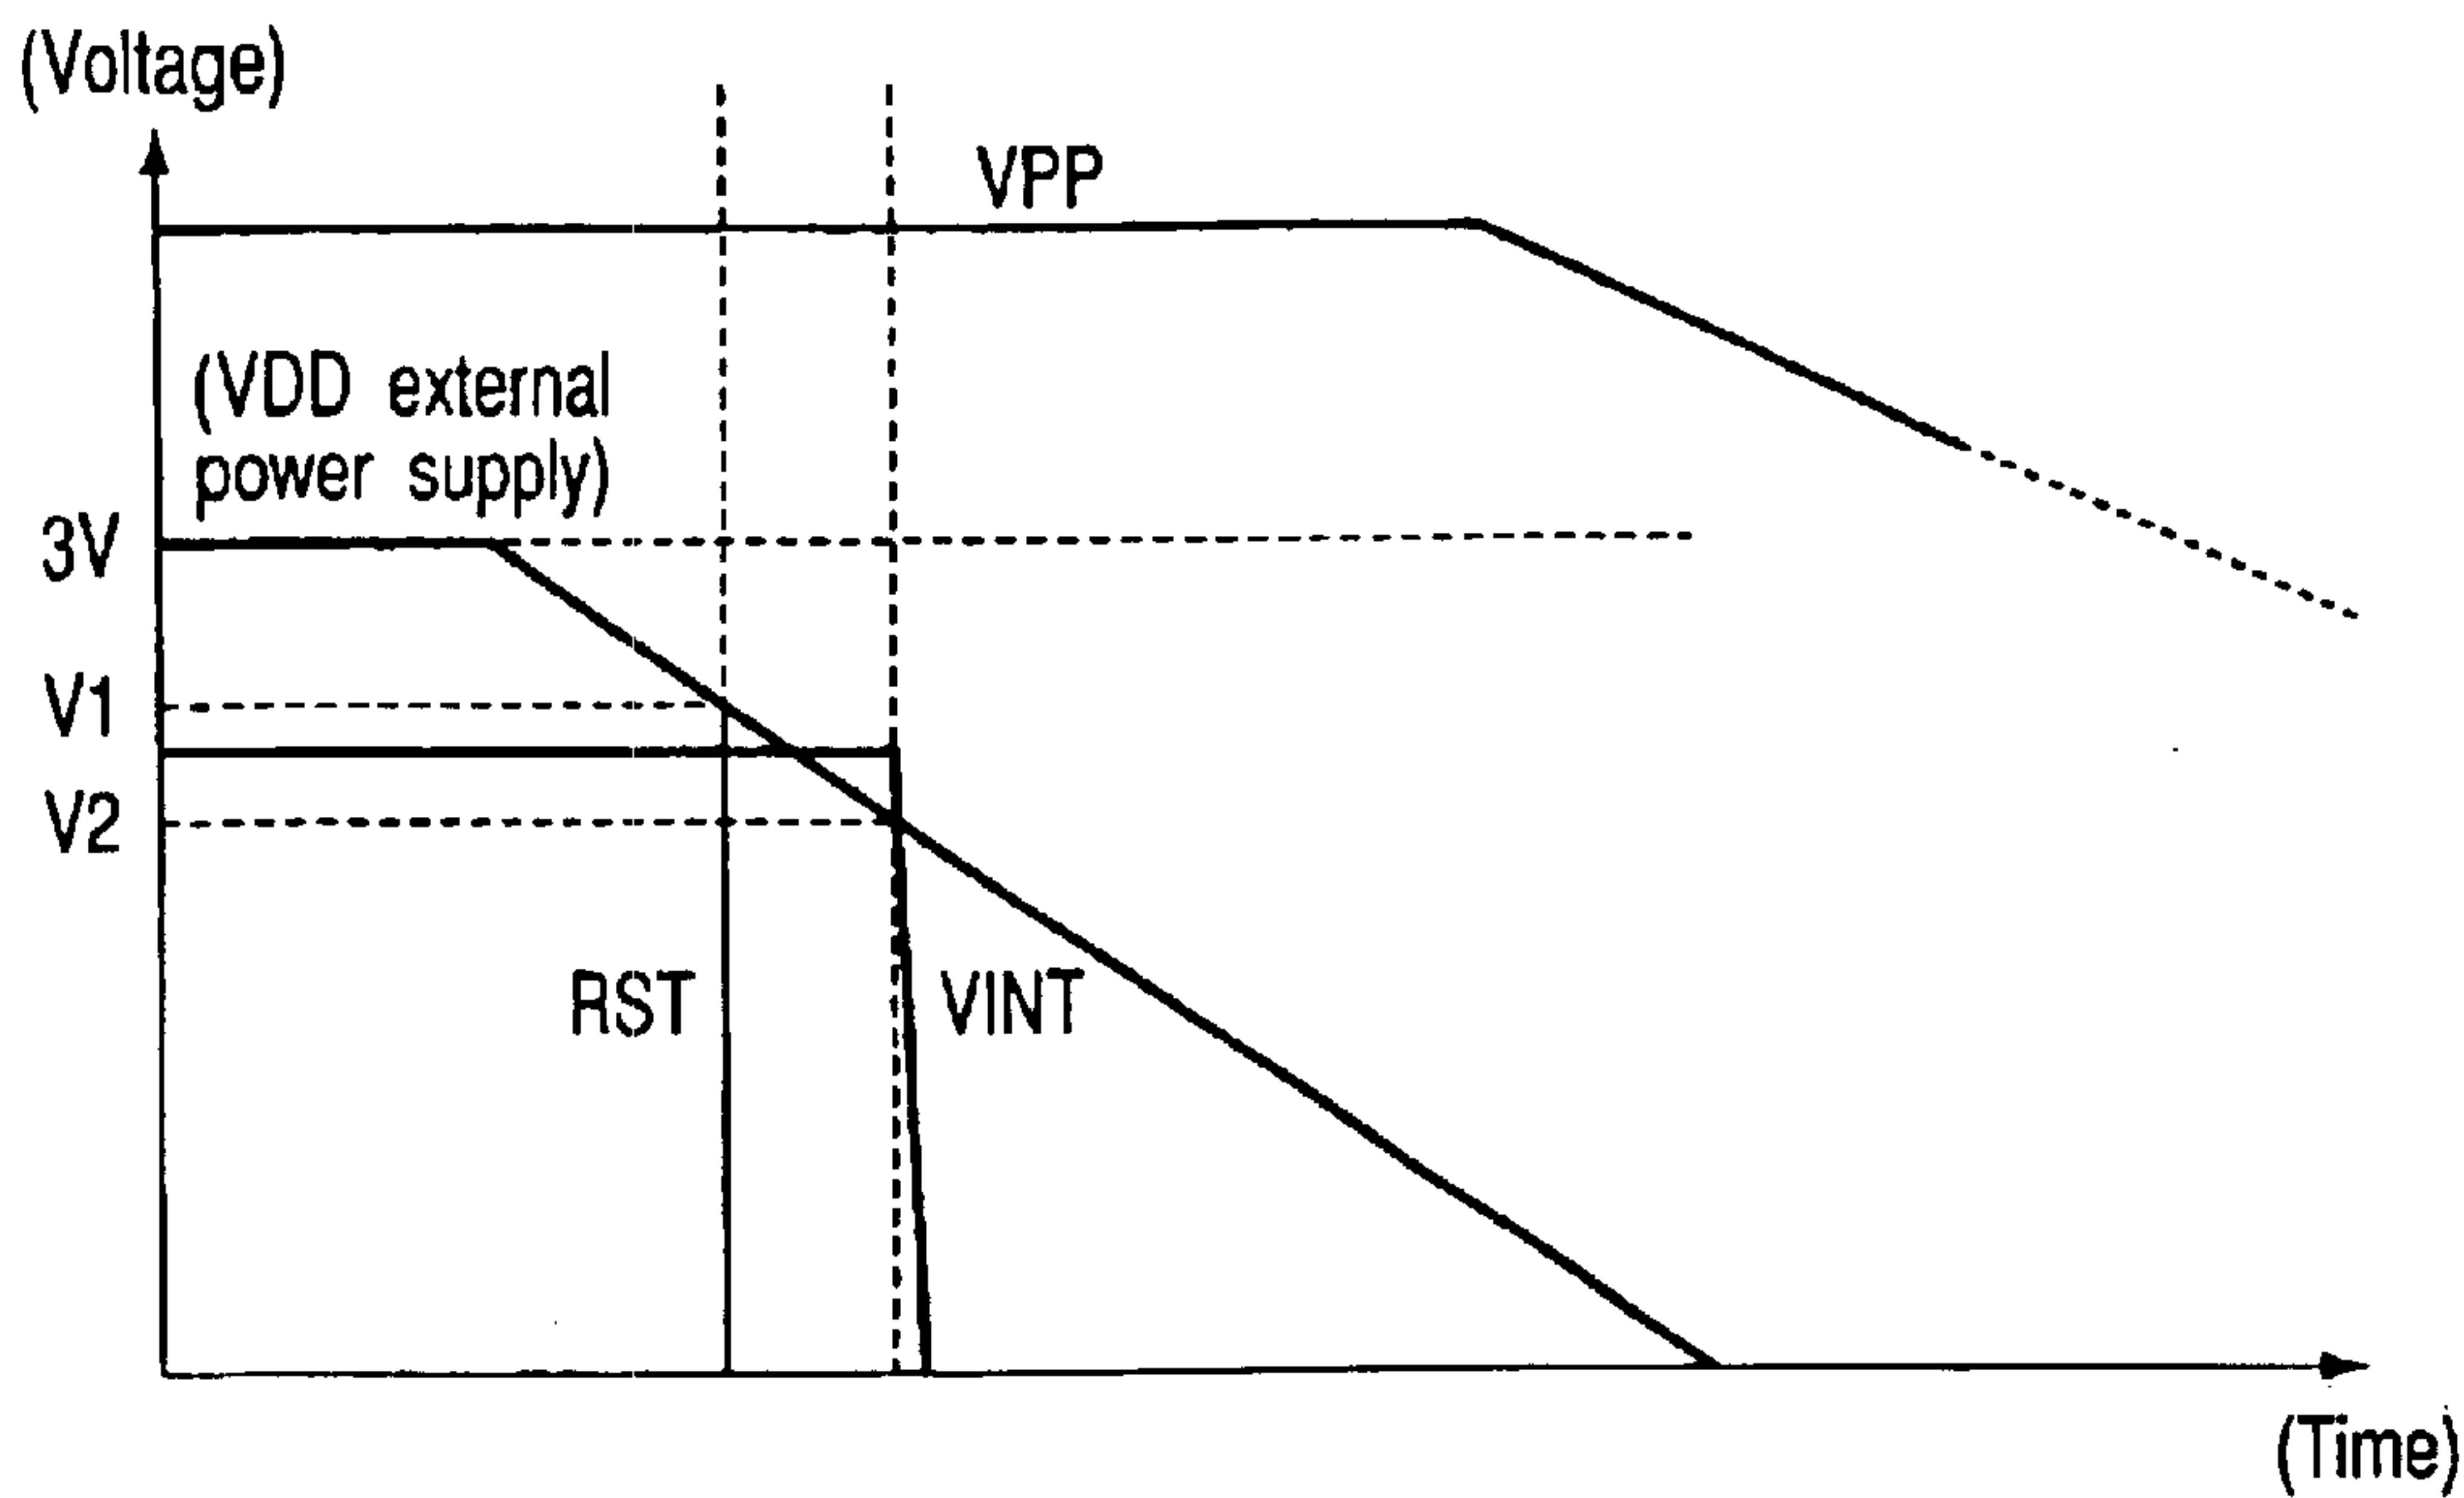 (Voltage)
VPP
(VDD external
power supply)
3V
V1
V2
RST
VINT
(Time)